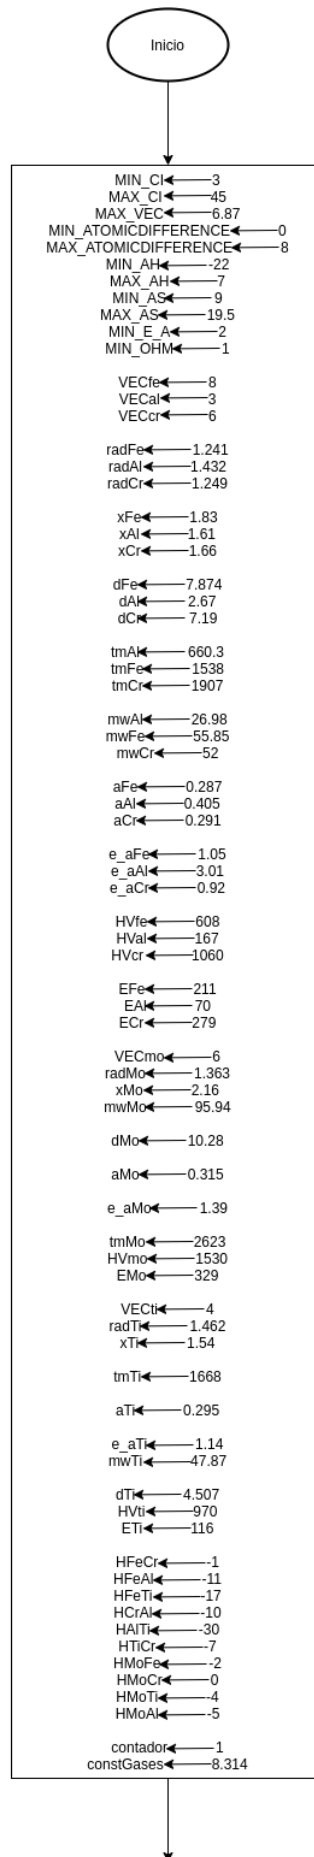 Inicio
MIN_CI 3
MAX_CI 45
MAX_VEC 6.87
MIN_ATOMICDIFFERENCE 0
MAX_ATOMICDIFFERENCE 8
MIN_AH -22
MAX_AH 7
MIN_AS 9
MAX_AS 19.5
MIN_E_A 2
MIN_OHM 1
VECfe 8
VECal 3
VECcr 6
radFe 1.241
radAl 1.432
radCr 1.249
xFe 1.83
xAl 1.61
xCr 1.66
dFe 7.874
dAl 2.67
dCr 7.19
tmAl 660.3
tmFe 1538
tmCr 1907
mwAl 26.98
mwFe 55.85
mwCr 52
aFe 0.287
aAl 0.405
aCr 0.291
e_aFe 1.05
e_aAl 3.01
e_aCr 0.92
HVfe 608
HVal 167
HVcr 1060
EFe 211
EAl 70
ECr 279
VECmo 6
radMo 1.363
xMo 2.16
mwMo 95.94
dMo 10.28
aMo 0.315
e_aMo 1.39
tmMo 2623
HVmo 1530
EMo 329
VECti 4
radTi 1.462
xTi 1.54
tmTi 1668
aTi 0.295
e_aTi 1.14
mwTi 47.87
dTi 4.507
HVti 970
ETi 116
HFeCr -1
HFeAl -11
HFeTi -17
HCrAl -10
HAlTi -30
HTiCr -7
HMoFe -2
HMoCr 0
HMoTi -4
HMoAl -5
contador 1
constGases 8.314